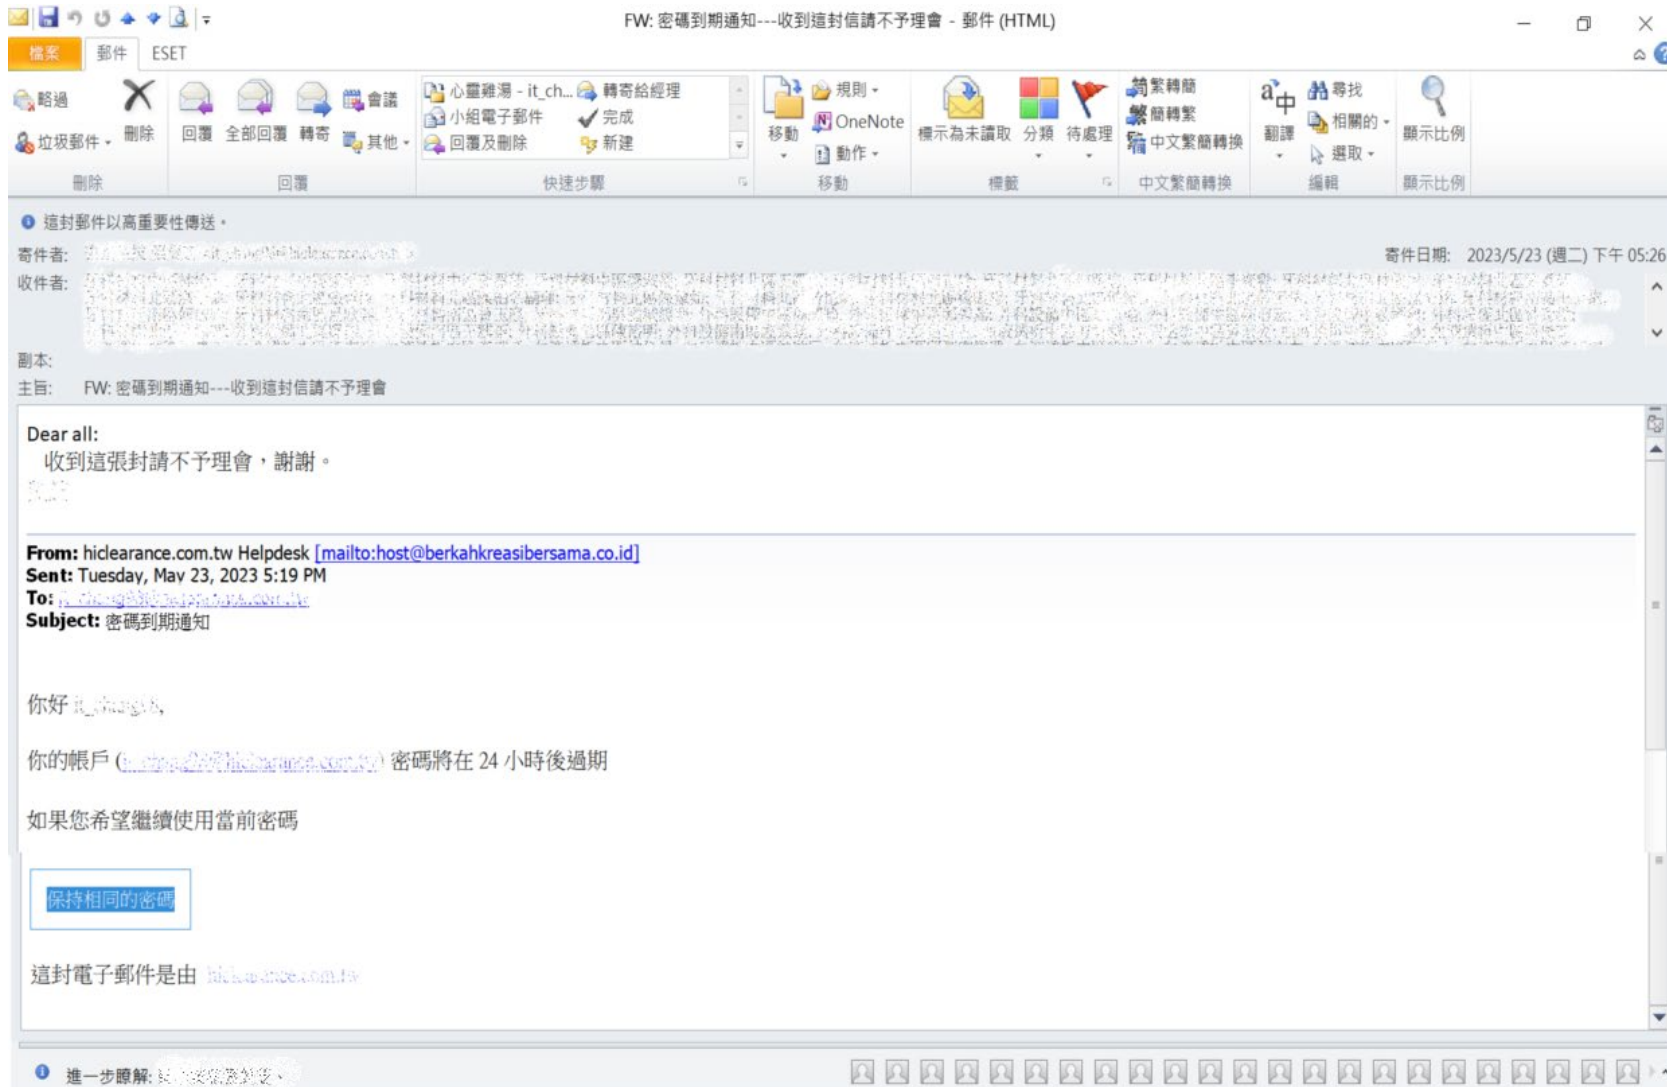 FW: 密碼到期通知---收到這封信請不予理會 - 郵件 (HTML)
檔案 郵件 ESET
略過 垃圾郵件 刪除
回覆 全部回覆 轉寄 會議 其他
心靈雞湯 - it_ch... 轉寄給經理
小組電子郵件 完成
回覆及刪除 新建
移動 規則 OneNote 動作
標示為未讀取 分類 待處理
簡繁轉簡
繁簡轉繁
中文繁簡轉換
翻譯 尋找 相關的 選取
顯示比例
刪除 回覆 快速步驟 移動 標籤 中文繁簡轉換 編輯 顯示比例
這封郵件以高重要性傳送。
寄件者: 寄件日期: 2023/5/23 (週二) 下午 05:26
收件者:
副本:
主旨: FW: 密碼到期通知---收到這封信請不予理會
Dear all:
收到這張封請不予理會，謝謝。
From: hiclearance.com.tw Helpdesk [mailto:host@berkahkreasibersama.co.id]
Sent: Tuesday, May 23, 2023 5:19 PM
To:
Subject: 密碼到期通知
你好
你的帳戶 ( ) 密碼將在 24 小時後過期
如果您希望繼續使用當前密碼
保持相同的密碼
這封電子郵件是由
進一步瞭解: